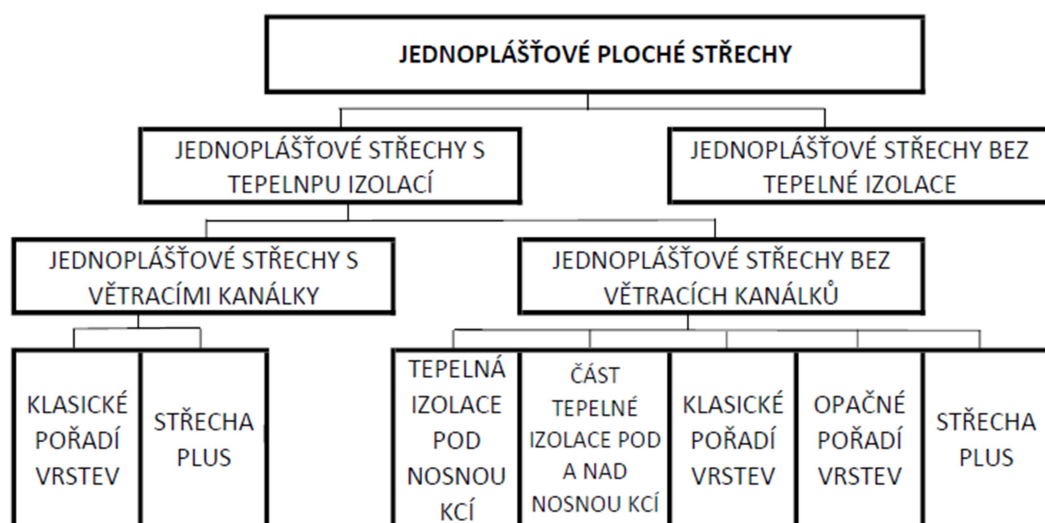 JEDNOPLÁŠŤOVÉ PLOCHÉ STŘECHY
JEDNOPLÁŠŤOVÉ STŘECHY S
TEPELNPU IZOLACÍ
JEDNOPLÁŠŤOVÉ STŘECHY BEZ
TEPELNÉ IZOLACE
JEDNOPLÁŠŤOVÉ STŘECHY S
VĚTRACÍMI KANÁLKY
JEDNOPLÁŠŤOVÉ STŘECHY BEZ
VĚTRACÍCH KANÁLKŮ
KLASICKÉ
POŘADÍ
VRSTEV
STŘECHA
PLUS
TEPELNÁ
IZOLACE
POD
NOSNOU
KCÍ
ČÁST
TEPELNÉ
IZOLACE POD
A NAD
NOSNOU KCÍ
KLASICKÉ
POŘADÍ
VRSTEV
OPAČNÉ
POŘADÍ
VRSTEV
STŘECHA
PLUS